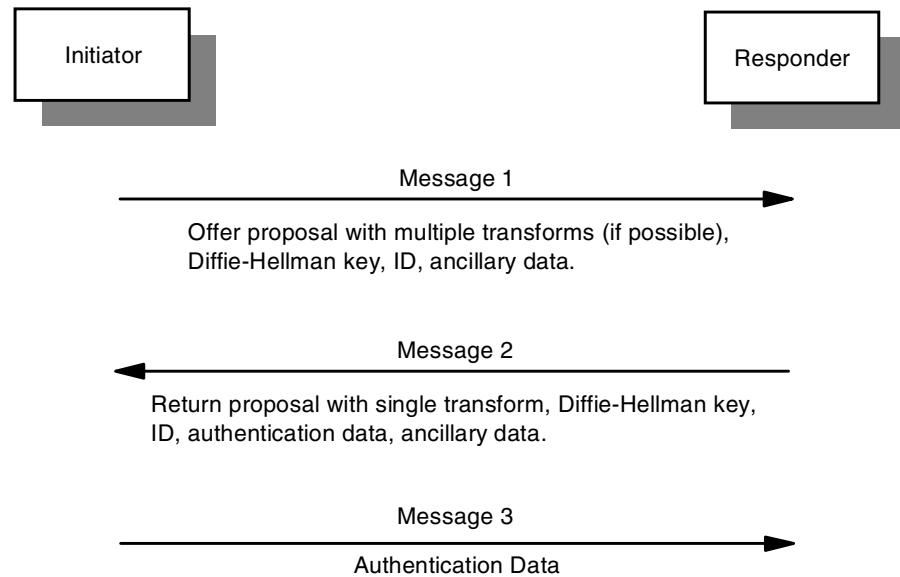 Initiator
Responder
Message 1
Offer proposal with multiple transforms (if possible),
Diffie-Hellman key, ID, ancillary data.
Message 2
Return proposal with single transform, Diffie-Hellman key,
ID, authentication data, ancillary data.
Message 3
Authentication Data